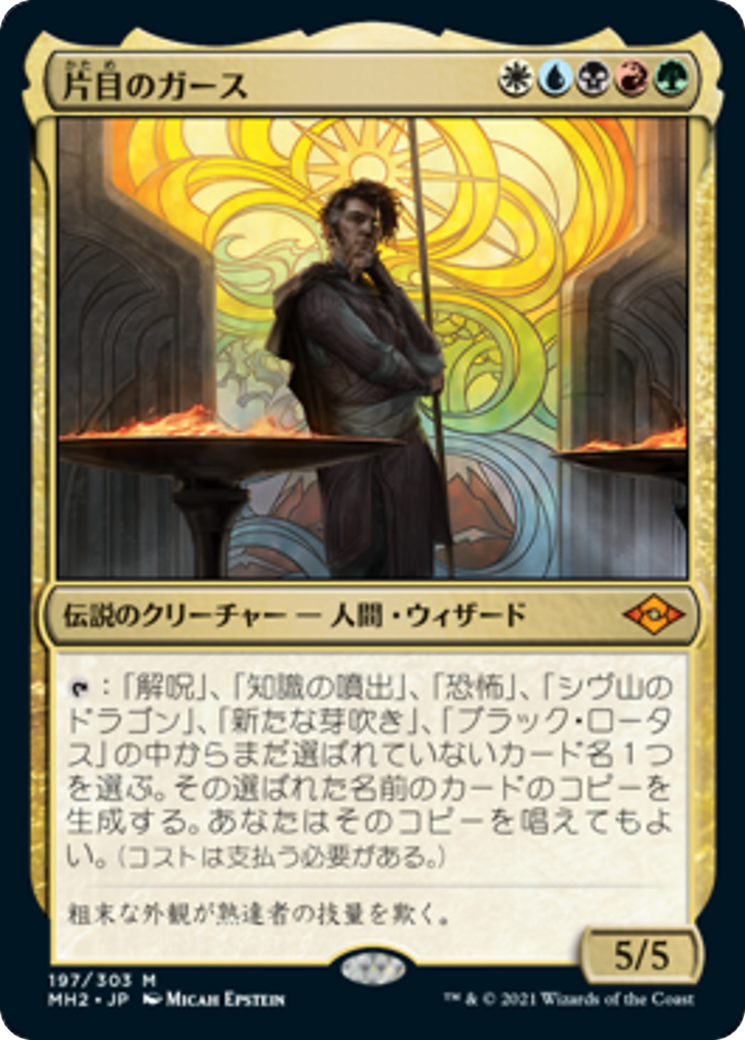 片目のガース
かた め
伝説のクリーチャー — 人間・ウィザード
:「解呪」、「知識の噴出」、「恐怖」、「シヴ山の
ドラゴン」、「新たな芽吹き」、「ブラック・ロータ
ス」の中からまだ選ばれていないカード名1つ
を選ぶ。その選ばれた名前のカードのコピーを
生成する。あなたはそのコピーを唱えてもよ
い。(コストは支払う必要がある。)
粗末な外観が熟達者の技量を欺く。
5/5
197/303 M
MH2・JP Micah Epstein
™ & © 2021 Wizards of the Coast